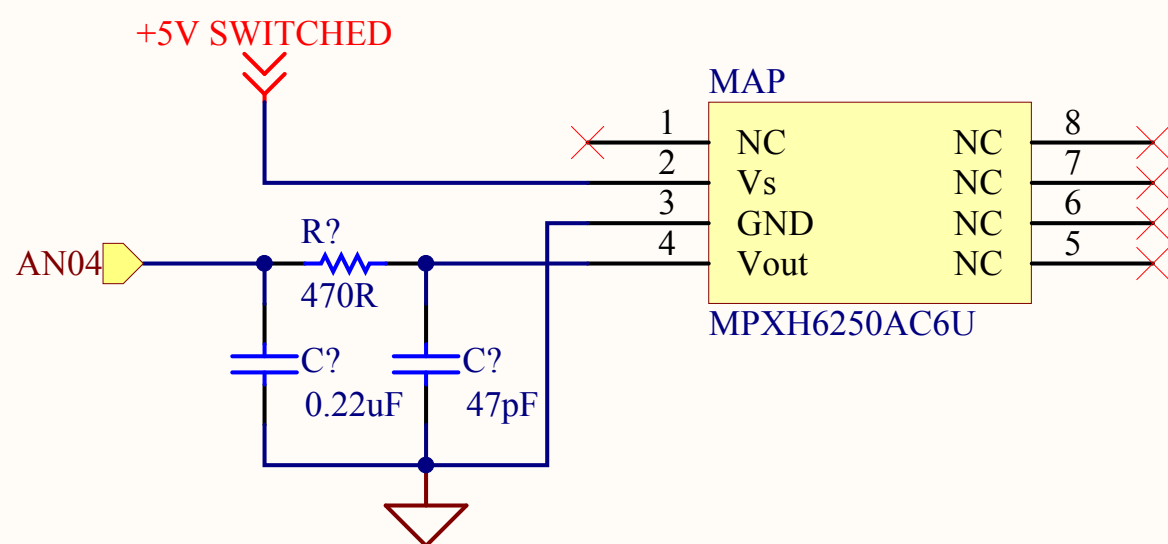 +5V SWITCHED
MAP
1 NC NC 8
2 Vs NC 7
3 GND NC 6
4 Vout NC 5
MPXH6250AC6U
AN04
R?
470R
C?
0.22uF
C?
47pF